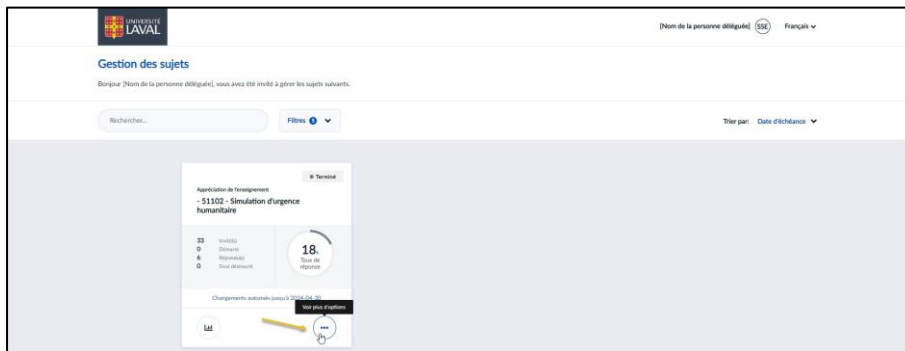 UNIVERSITÉ
LAVAL
[Nom de la personne déléguée] SSE Français
Gestion des sujets
Bonjour [Nom de la personne déléguée], vous avez été invité à gérer les sujets suivants.
Rechercher...
Filtres 1
Trier par: Date d'échéance
Terminé
Appréciation de l'enseignement
- 51102 - Simulation d'urgence
humanitaire
33 Invité(s)
0 Démarré
6 Répondu(s)
0 S'est désinscrit
18%
Taux de
réponse
Changements autorisés jusqu'à 2024-04-30
Voir plus d'options